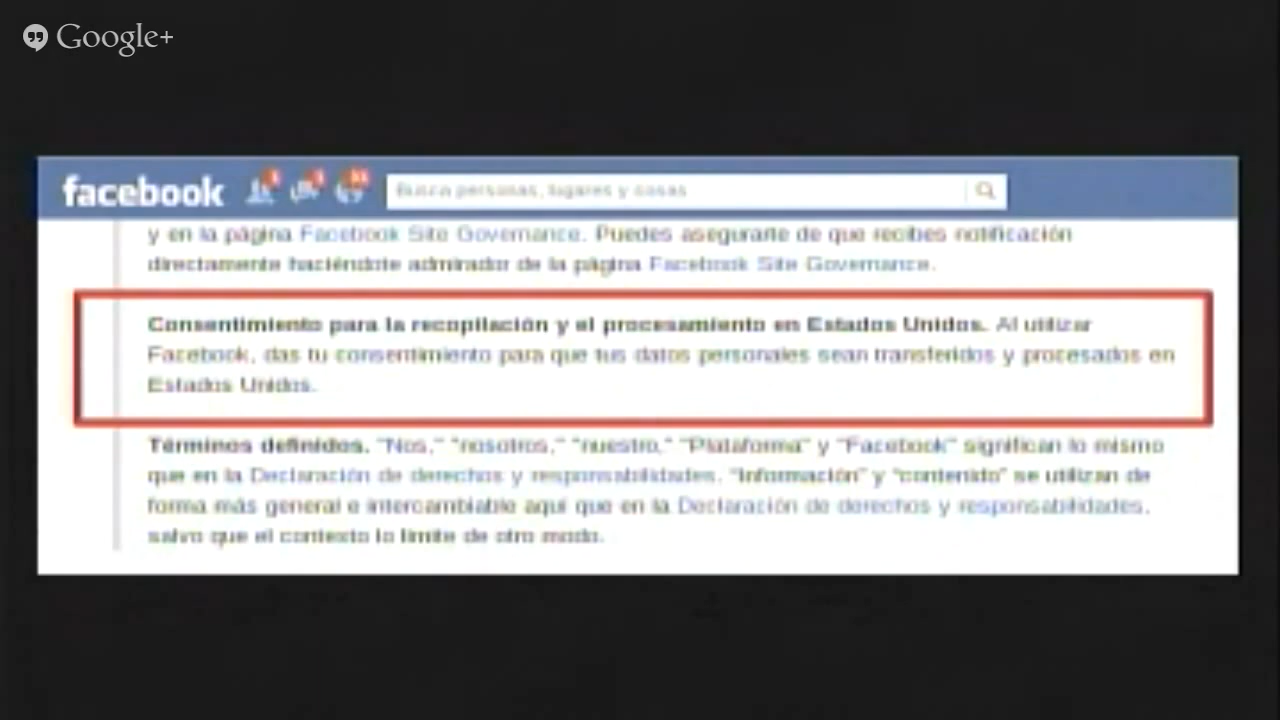 Google+
facebook
Busca personas, lugares y cosas
y en la página Facebook Site Governance. Puedes asegurarte de que recibes notificación
directamente haciéndote admirador de la página Facebook Site Governance.
Consentimiento para la recopilación y el procesamiento en Estados Unidos. Al utilizar
Facebook, das tu consentimiento para que tus datos personales sean transferidos y procesados en
Estados Unidos.
Términos definidos. "Nos," "nosotros," "nuestro," "Plataforma" y "Facebook" significan lo mismo
que en la Declaración de derechos y responsabilidades. "Información" y "contenido" se utilizan de
forma más general e intercambiable aquí que en la Declaración de derechos y responsabilidades,
salvo que el contexto lo limite de otro modo.